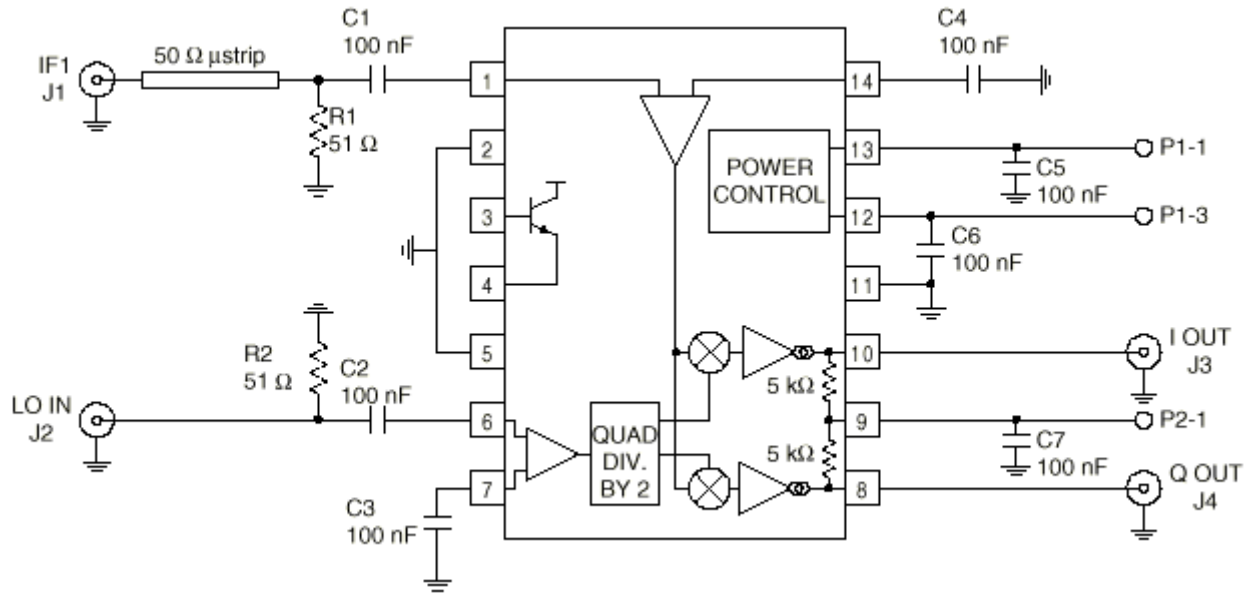 IF1
J1
50 Ω µstrip
C1
100 nF
R1
51 Ω
1
2
3
4
5
6
7
14
13
12
11
10
9
8
C4
100 nF
POWER
CONTROL
P1-1
C5
100 nF
P1-3
C6
100 nF
I OUT
J3
5 kΩ
5 kΩ
P2-1
C7
100 nF
Q OUT
J4
R2
51 Ω
C2
100 nF
LO IN
J2
QUAD
DIV.
BY 2
C3
100 nF